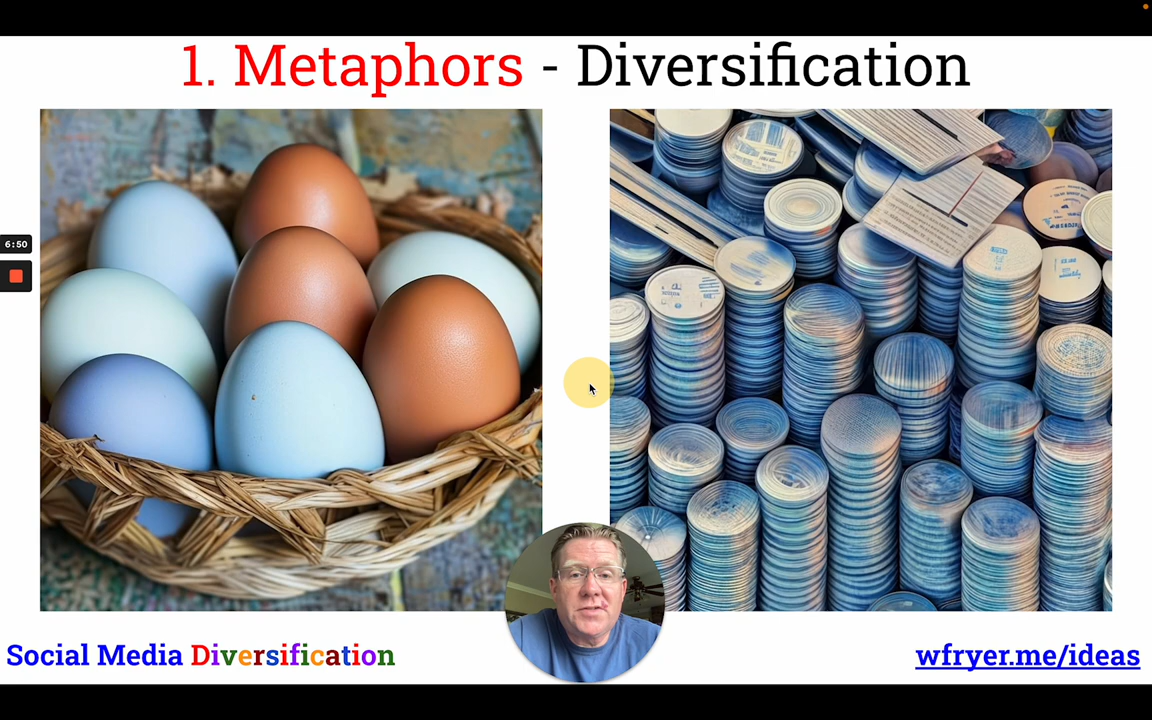 1. Metaphors - Diversification
6:50
Social Media Diversification
wfryer.me/ideas